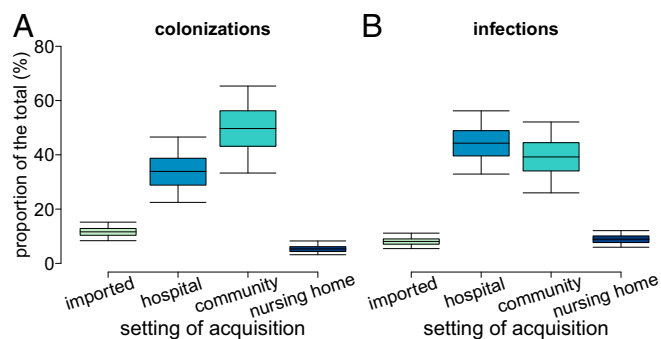 A
colonizations
B
infections
proportion of the total (%)
80
60
40
20
0
imported
hospital
community
nursing home
imported
hospital
community
nursing home
setting of acquisition
setting of acquisition